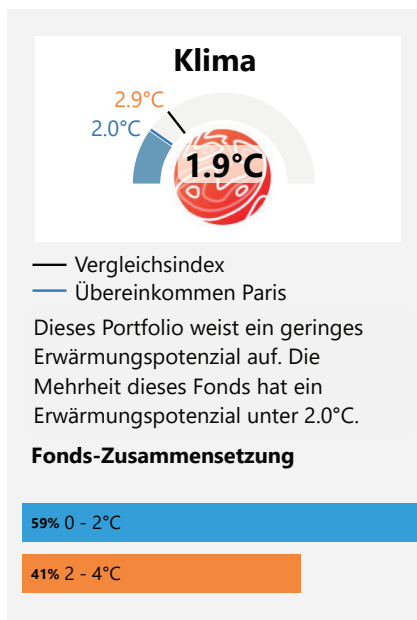 Klima
2.9°C
2.0°C
1.9°C
Vergleichsindex
Übereinkommen Paris
Dieses Portfolio weist ein geringes
Erwärmungspotenzial auf. Die
Mehrheit dieses Fonds hat ein
Erwärmungspotenzial unter 2.0°C.
Fonds-Zusammensetzung
59% 0 - 2°C
41% 2 - 4°C